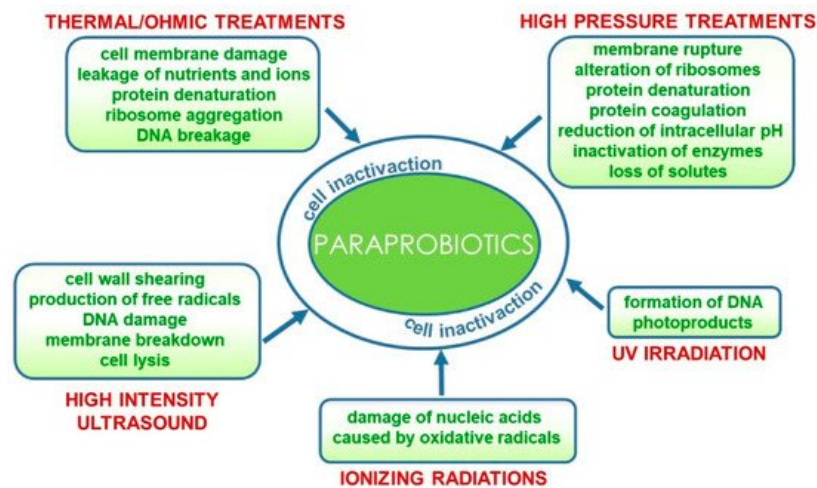 THERMAL/OHMIC TREATMENTS
cell membrane damage
leakage of nutrients and ions
protein denaturation
ribosome aggregation
DNA breakage
HIGH PRESSURE TREATMENTS
membrane rupture
alteration of ribosomes
protein denaturation
protein coagulation
reduction of intracellular pH
inactivation of enzymes
loss of solutes
cell inactivaction
PARAPROBIOTICS
cell inactivaction
cell wall shearing
production of free radicals
DNA damage
membrane breakdown
cell lysis
HIGH INTENSITY
ULTRASOUND
formation of DNA
photoproducts
UV IRRADIATION
damage of nucleic acids
caused by oxidative radicals
IONIZING RADIATIONS